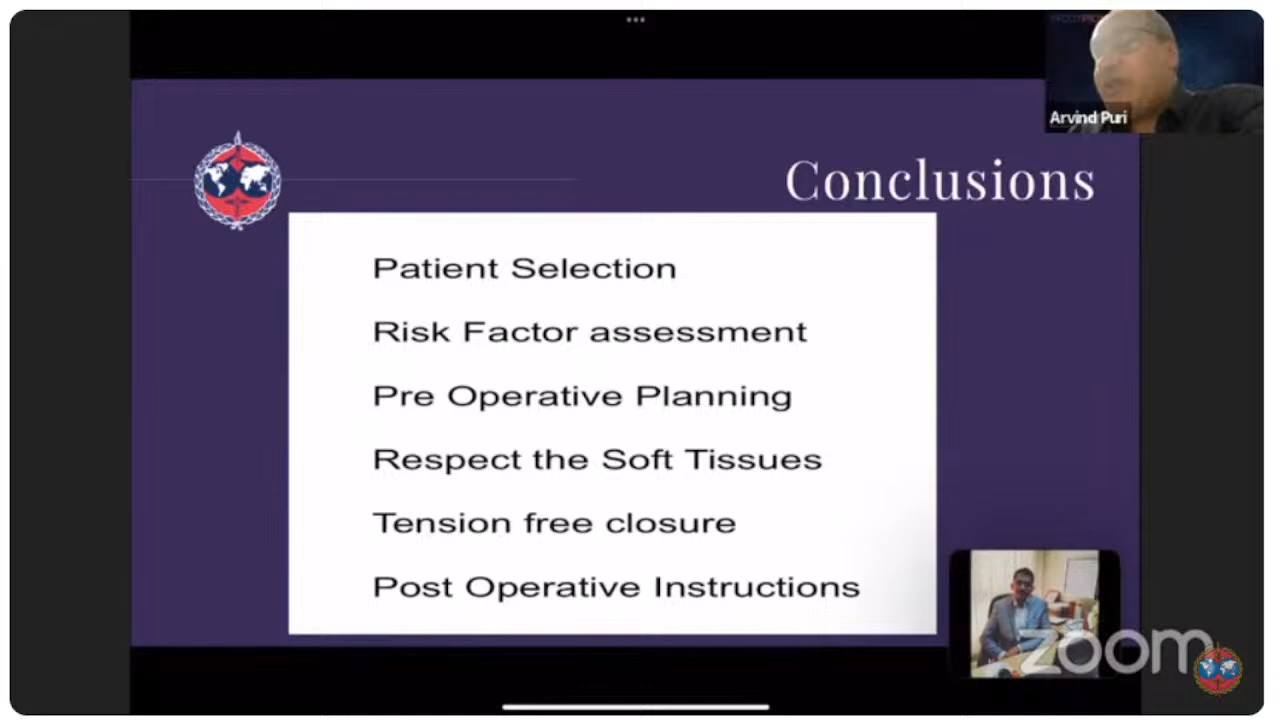 Arvind Puri
Conclusions
Patient Selection
Risk Factor assessment
Pre Operative Planning
Respect the Soft Tissues
Tension free closure
Post Operative Instructions
zoom